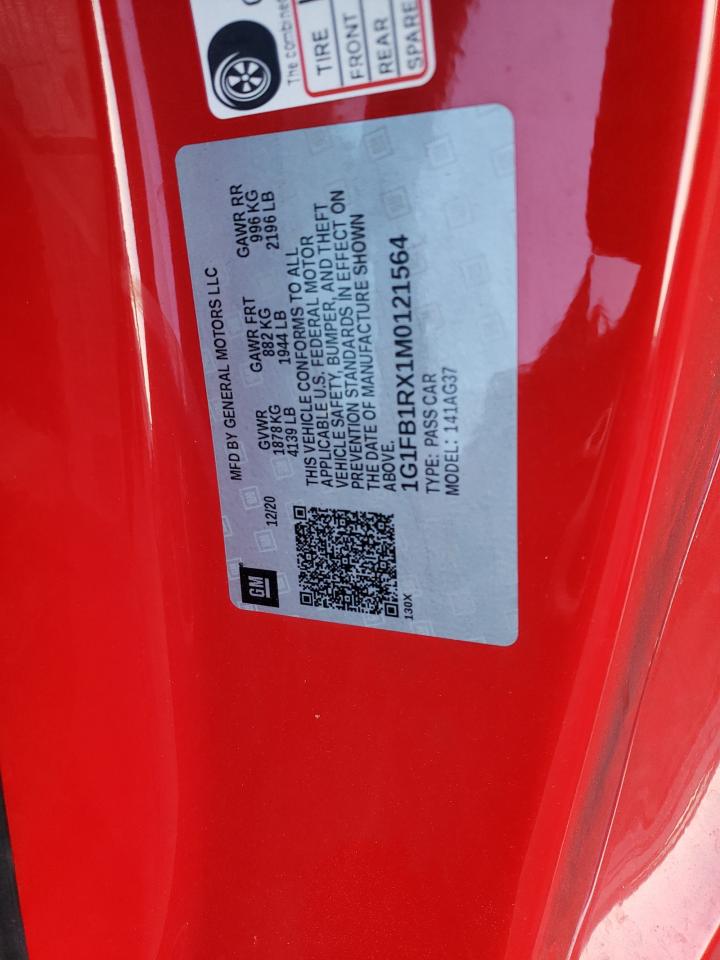 The combined
TIRE
FRONT
REAR
SPARE
MFD BY GENERAL MOTORS LLC
GM
12/20
GVWR GAWR FRT GAWR RR
1878 KG 882 KG 996 KG
4139 LB 1944 LB 2196 LB
THIS VEHICLE CONFORMS TO ALL
APPLICABLE U.S. FEDERAL MOTOR
VEHICLE SAFETY, BUMPER, AND THEFT
PREVENTION STANDARDS IN EFFECT ON
THE DATE OF MANUFACTURE SHOWN
ABOVE.
1G1FB1RX1M0121564
TYPE: PASS CAR
MODEL: 141AG37
130X